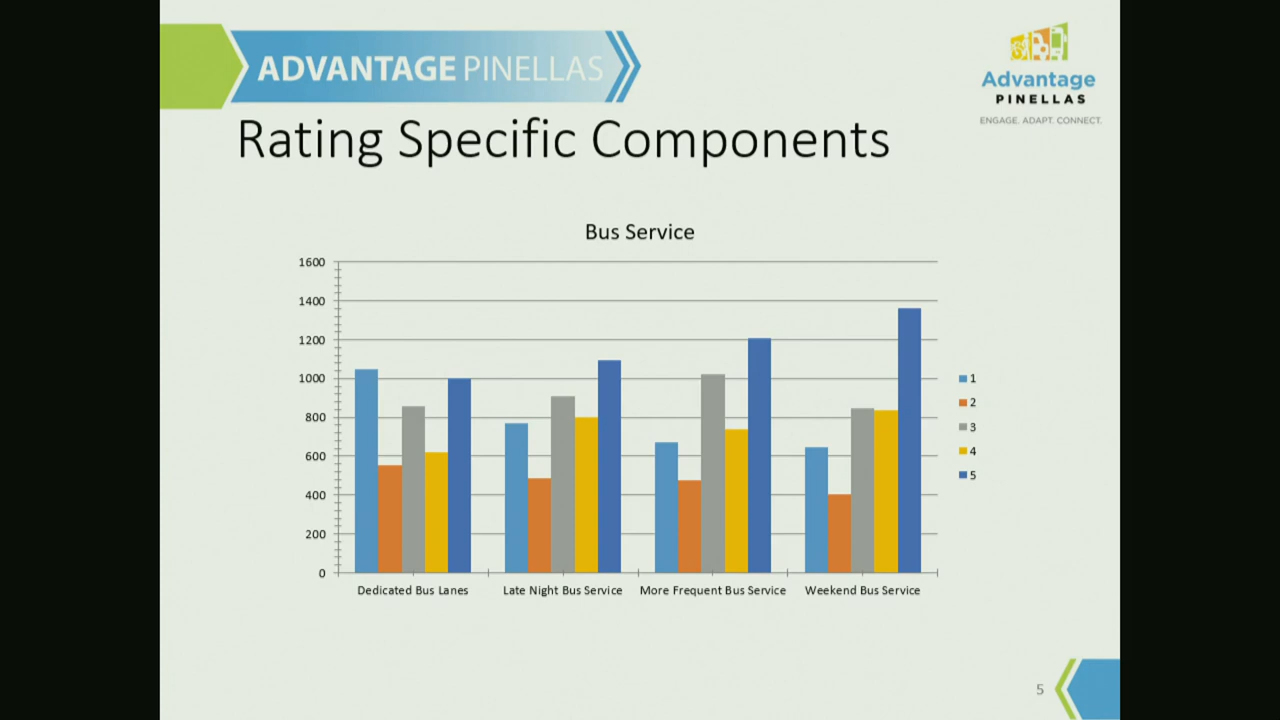 ADVANTAGE PINELLAS
Advantage
PINELLAS
ENGAGE. ADAPT. CONNECT.
Rating Specific Components
Bus Service
1600
1400
1200
1000
800
600
400
200
0
Dedicated Bus Lanes
Late Night Bus Service
More Frequent Bus Service
Weekend Bus Service
1
2
3
4
5
5